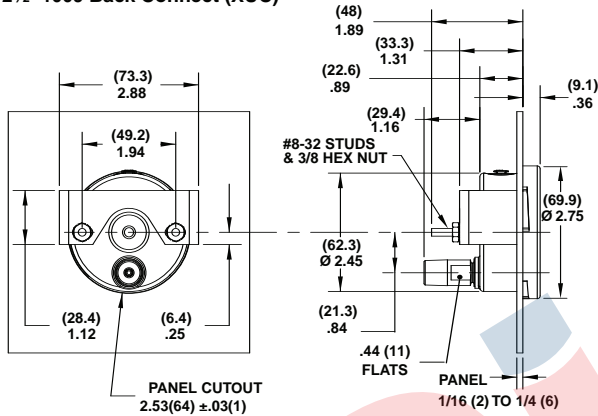 2½" 1009 Back Connect (XUC)
(73.3)
2.88
(49.2)
1.94
(28.4)
1.12
(6.4)
.25
PANEL CUTOUT
2.53(64) ±.03(1)
(48)
1.89
(33.3)
1.31
(22.6)
.89
(9.1)
.36
(29.4)
1.16
#8-32 STUDS
& 3/8 HEX NUT
(62.3)
Ø 2.45
(69.9)
Ø 2.75
(21.3)
.84
.44 (11)
FLATS
PANEL
1/16 (2) TO 1/4 (6)